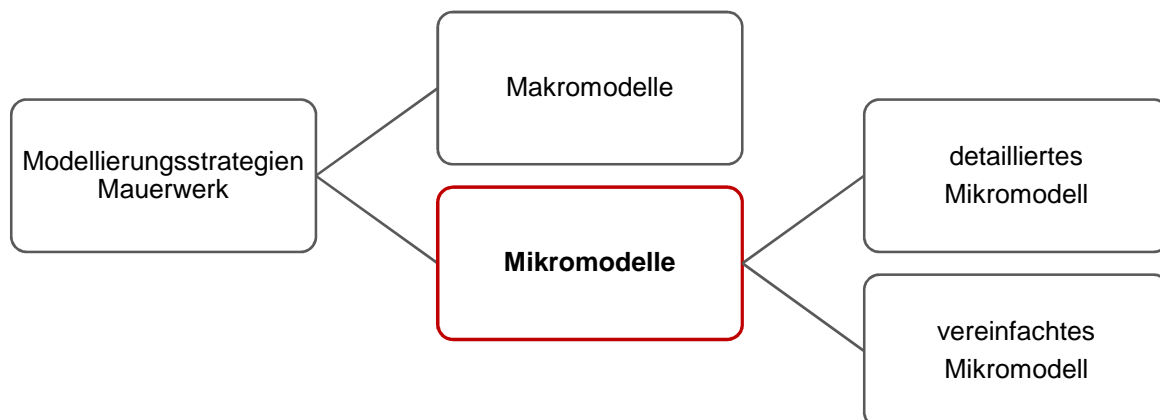 Modellierungsstrategien
Mauerwerk
Makromodelle
Mikromodelle
detailliertes
Mikromodell
vereinfachtes
Mikromodell